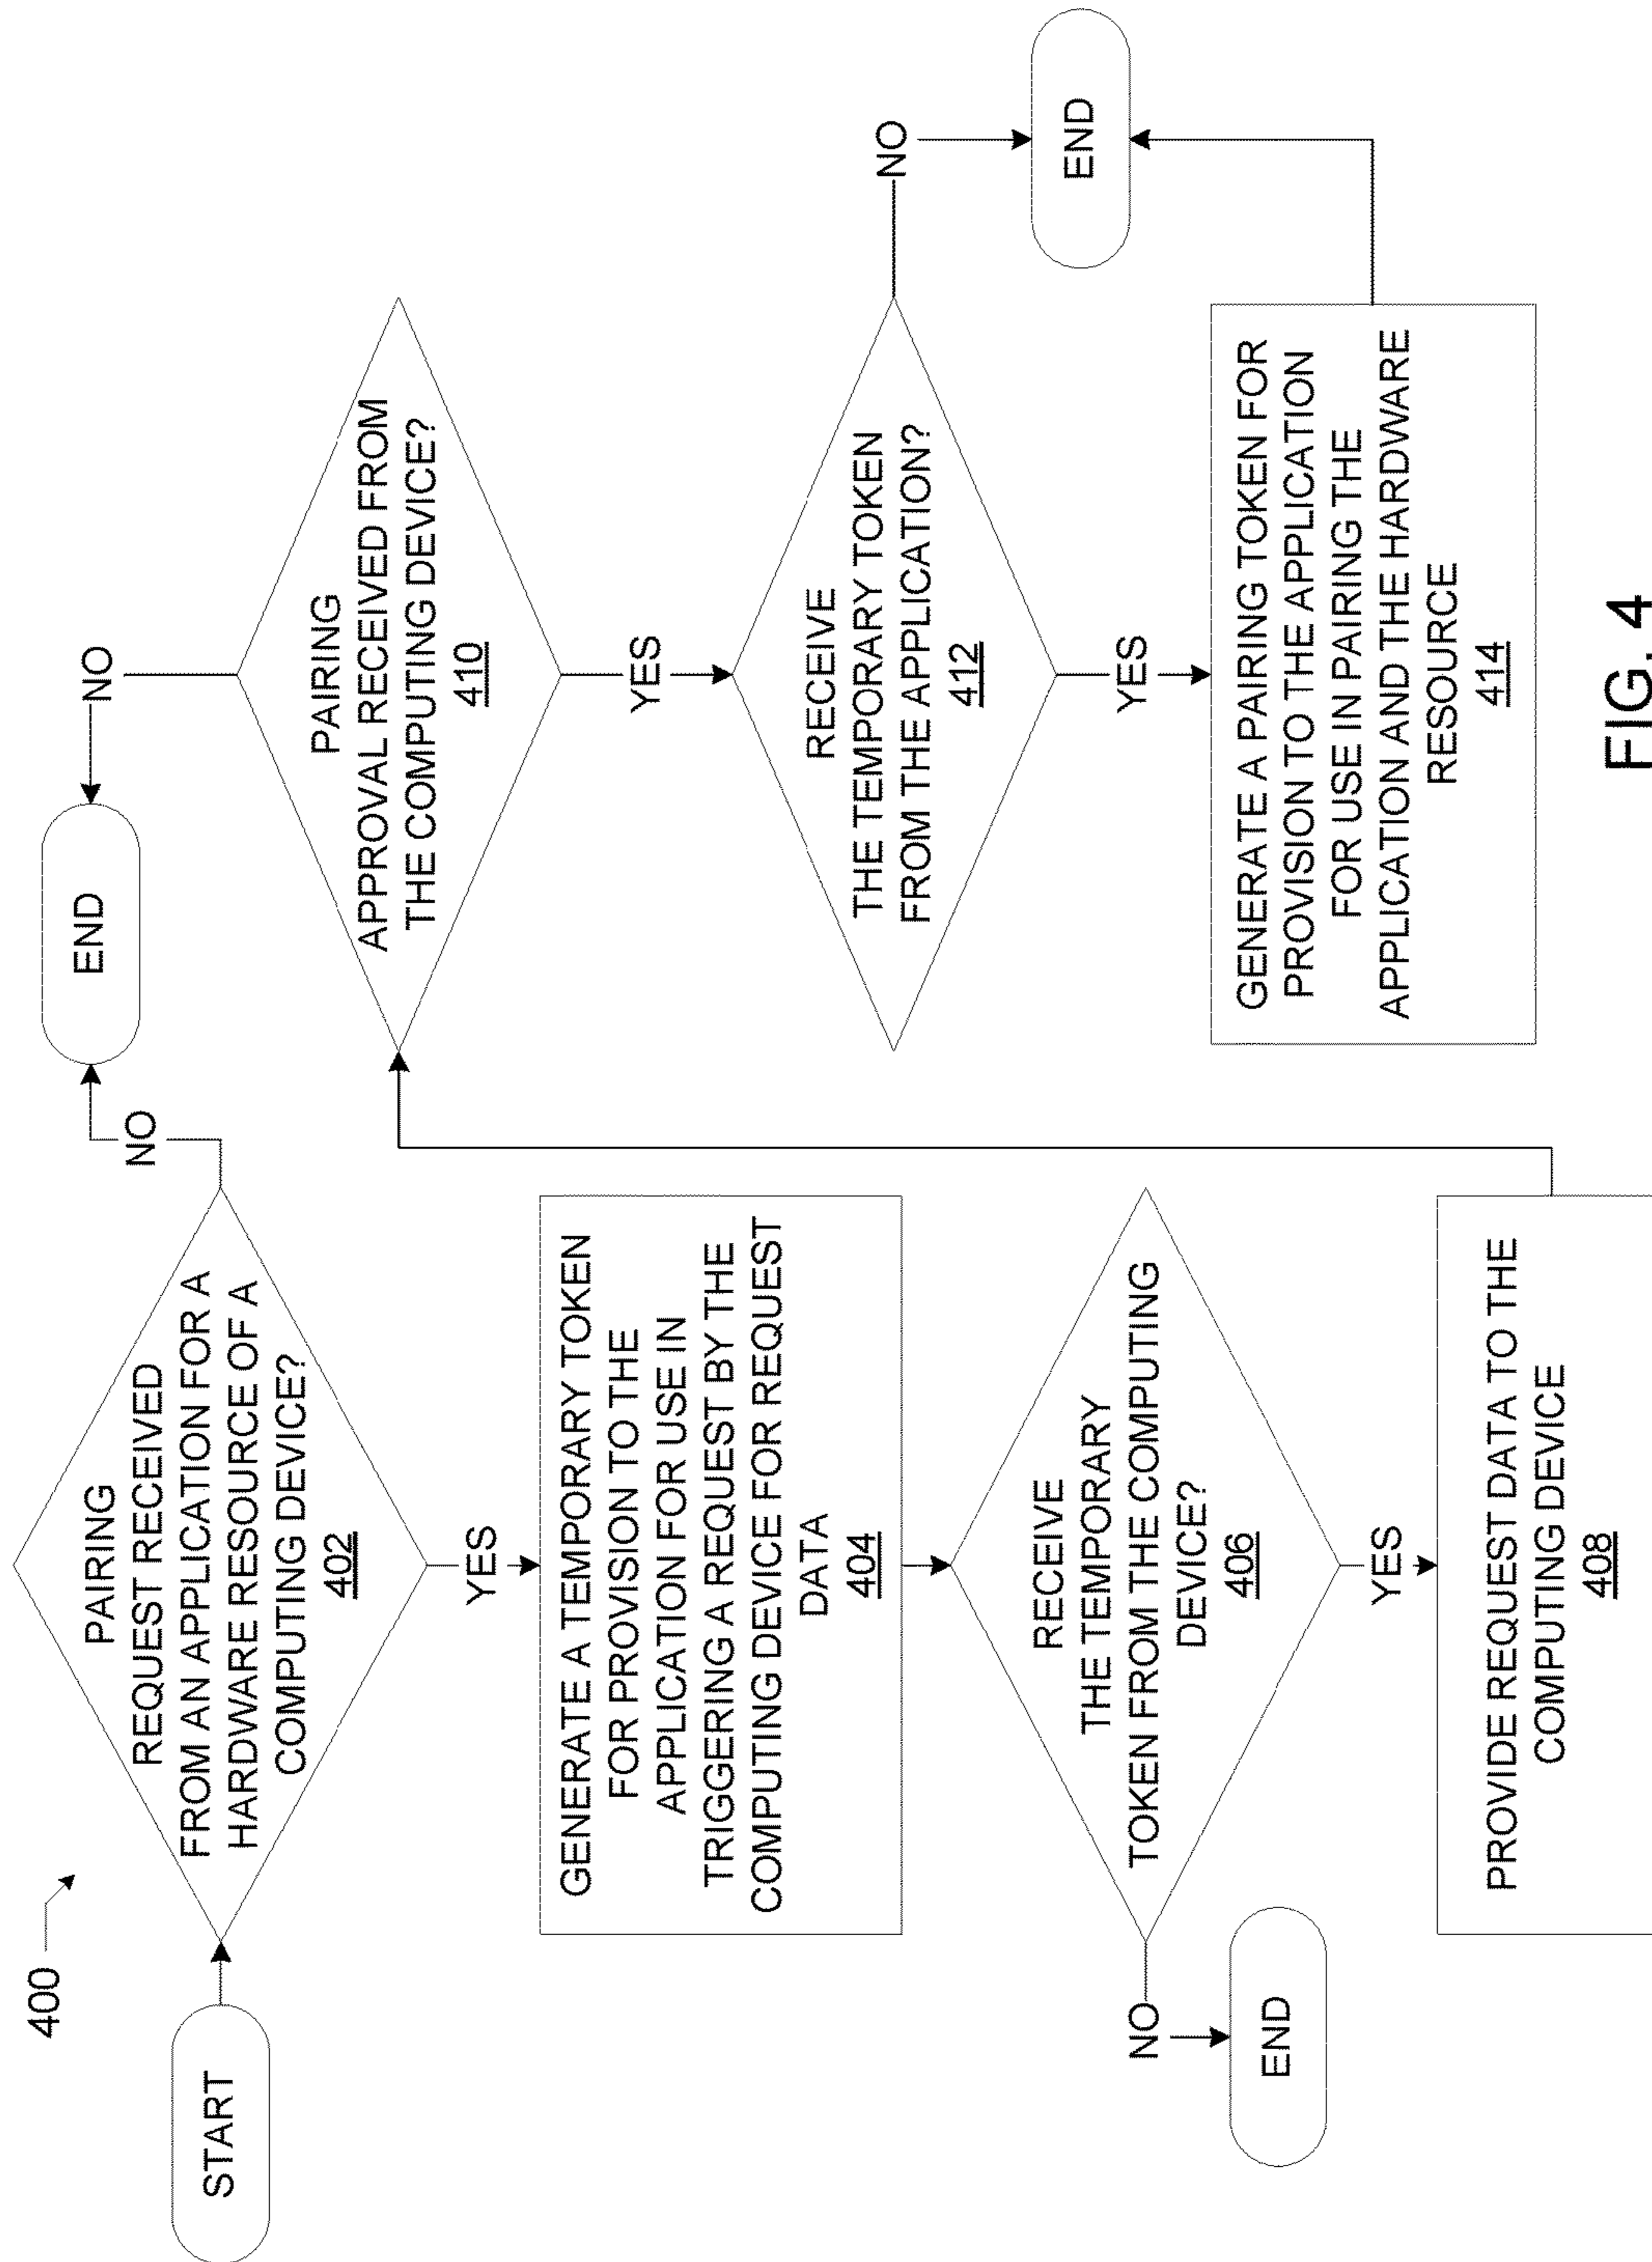 400
START
PAIRING
REQUEST RECEIVED
FROM AN APPLICATION FOR A
HARDWARE RESOURCE OF A
COMPUTING DEVICE?
402
NO
END
YES
GENERATE A TEMPORARY TOKEN
FOR PROVISION TO THE
APPLICATION FOR USE IN
TRIGGERING A REQUEST BY THE
COMPUTING DEVICE FOR REQUEST
DATA
404
RECEIVE
THE TEMPORARY
TOKEN FROM THE COMPUTING
DEVICE?
406
NO
END
YES
PROVIDE REQUEST DATA TO THE
COMPUTING DEVICE
408
PAIRING
APPROVAL RECEIVED FROM
THE COMPUTING DEVICE?
410
NO
YES
RECEIVE
THE TEMPORARY TOKEN
FROM THE APPLICATION?
412
NO
END
YES
GENERATE A PAIRING TOKEN FOR
PROVISION TO THE APPLICATION
FOR USE IN PAIRING THE
APPLICATION AND THE HARDWARE
RESOURCE
414
FIG. 4